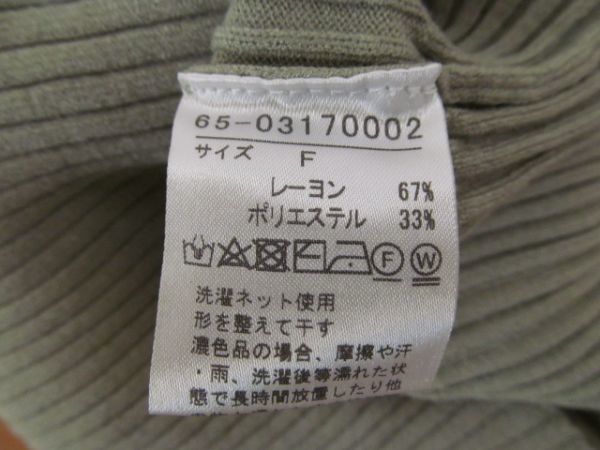 65-03170002
サイズ F
レーヨン 67%
ポリエステル 33%
F W
洗濯ネット使用
形を整えて干す
濃色品の場合、摩擦や汗
・雨、洗濯後等濡れた状
態で長時間放置したり他